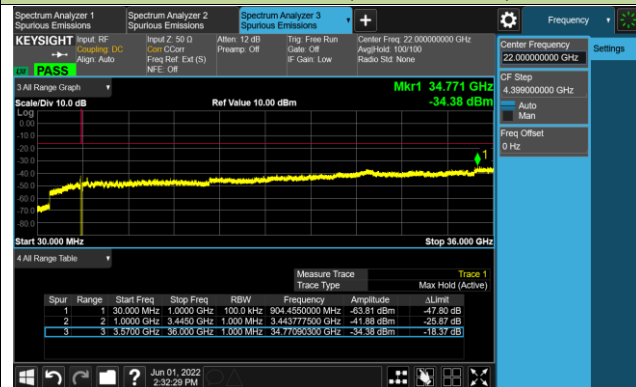 Spectrum Analyzer 1
Spurious Emissions
Spectrum Analyzer 2
Spurious Emissions
Spectrum Analyzer 3
Spurious Emissions
Frequency
KEYSIGHT
Input: RF
Coupling: DC
Align: Auto
Input Z: 50 Ω
Corr CCorr
Freq Ref: Ext (S)
NFE: Off
Atten: 12 dB
Preamp: Off
Trig: Free Run
Gate: Off
IF Gain: Low
Center Freq: 22.000000000 GHz
Avg|Hold: 100/100
Radio Std: None
PASS
Center Frequency
22.000000000 GHz
Settings
CF Step
4.399000000 GHz
Auto
Man
Freq Offset
0 Hz
3 All Range Graph
Mkr1 34.771 GHz
Scale/Div 10.0 dB
Ref Value 10.00 dBm
-34.38 dBm
Log
0.00
-10.0
-20.0
-30.0
-40.0
-50.0
-60.0
-70.0
-80.0
1
Start 30.000 MHz
Stop 36.000 GHz
4 All Range Table
Measure Trace Trace 1
Trace Type Max Hold (Active)
Spur Range Start Freq Stop Freq RBW Frequency Amplitude ΔLimit
1 1 30.000 MHz 1.0000 GHz 100.0 kHz 904.4550000 MHz -63.81 dBm -47.80 dB
2 2 1.0000 GHz 3.4450 GHz 1.000 MHz 3.443777500 GHz -41.88 dBm -25.87 dB
3 3 3.5700 GHz 36.000 GHz 1.000 MHz 34.77090300 GHz -34.38 dBm -18.37 dB
?
Jun 01, 2022
2:32:29 PM